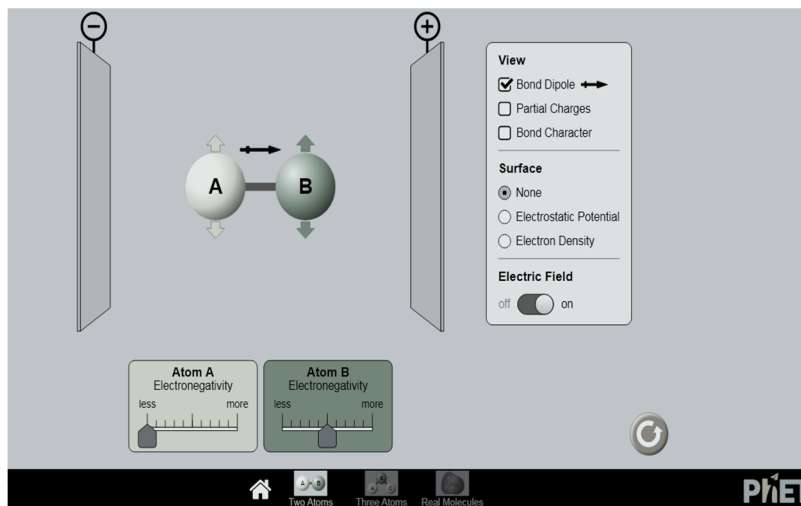 −
+
View
Bond Dipole
Partial Charges
Bond Character
A
B
Surface
None
Electrostatic Potential
Electron Density
Electric Field
off on
Atom A
Electronegativity
less more
Atom B
Electronegativity
less more
A B
Two Atoms
Three Atoms
Real Molecules
PhET